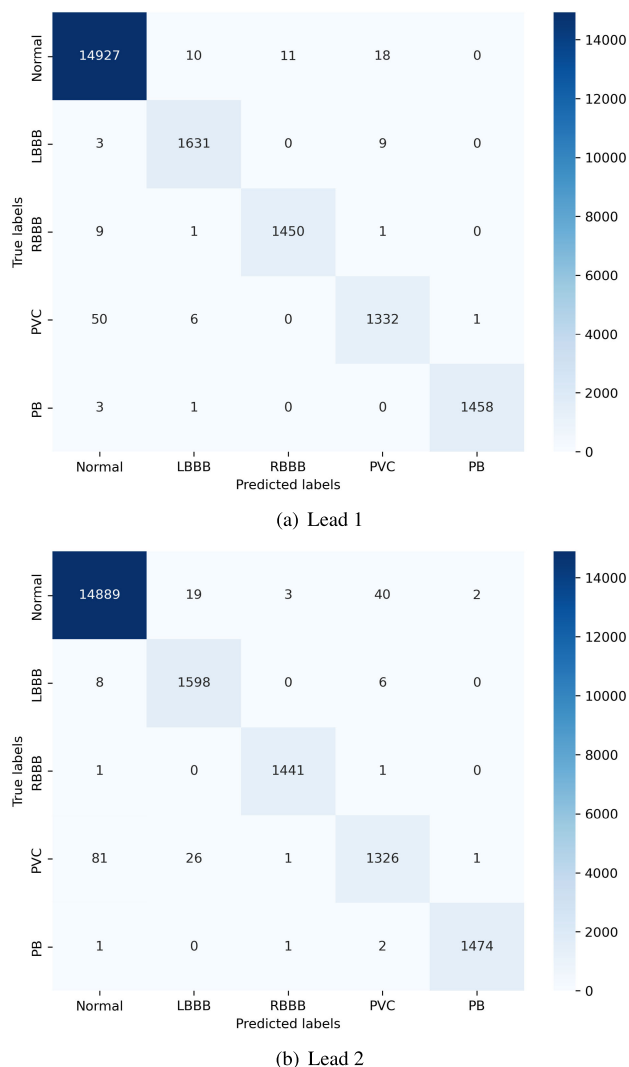 14000
Normal 14927 10 11 18 0
12000
LBBB 3 1631 0 9 0
10000
True labels
RBBB 9 1 1450 1 0
8000
6000
PVC 50 6 0 1332 1
4000
PB 3 1 0 0 1458
2000
0
Normal LBBB RBBB PVC PB
Predicted labels
(a) Lead 1
14000
Normal 14889 19 3 40 2
12000
LBBB 8 1598 0 6 0
10000
True labels
RBBB 1 0 1441 1 0
8000
6000
PVC 81 26 1 1326 1
4000
PB 1 0 1 2 1474
2000
0
Normal LBBB RBBB PVC PB
Predicted labels
(b) Lead 2